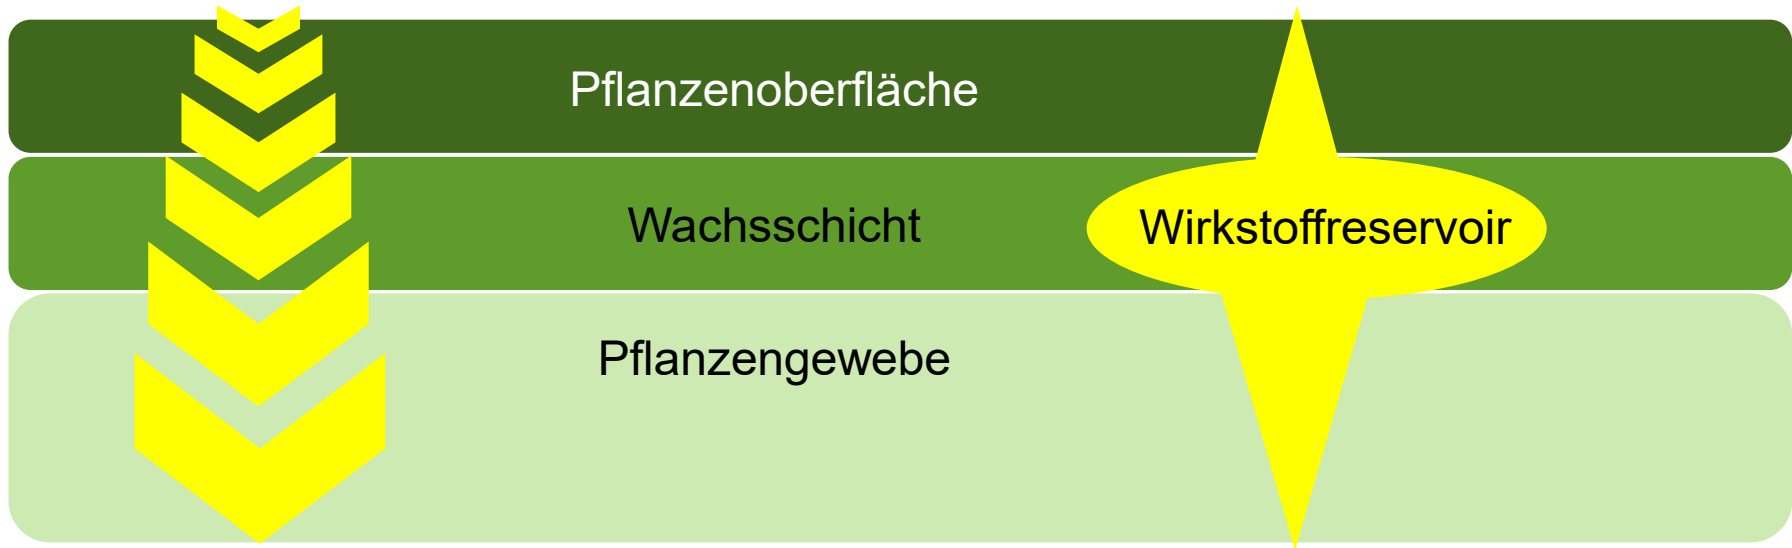 Pflanzenoberfläche
Wachsschicht
Wirkstoffreservoir
Pflanzengewebe